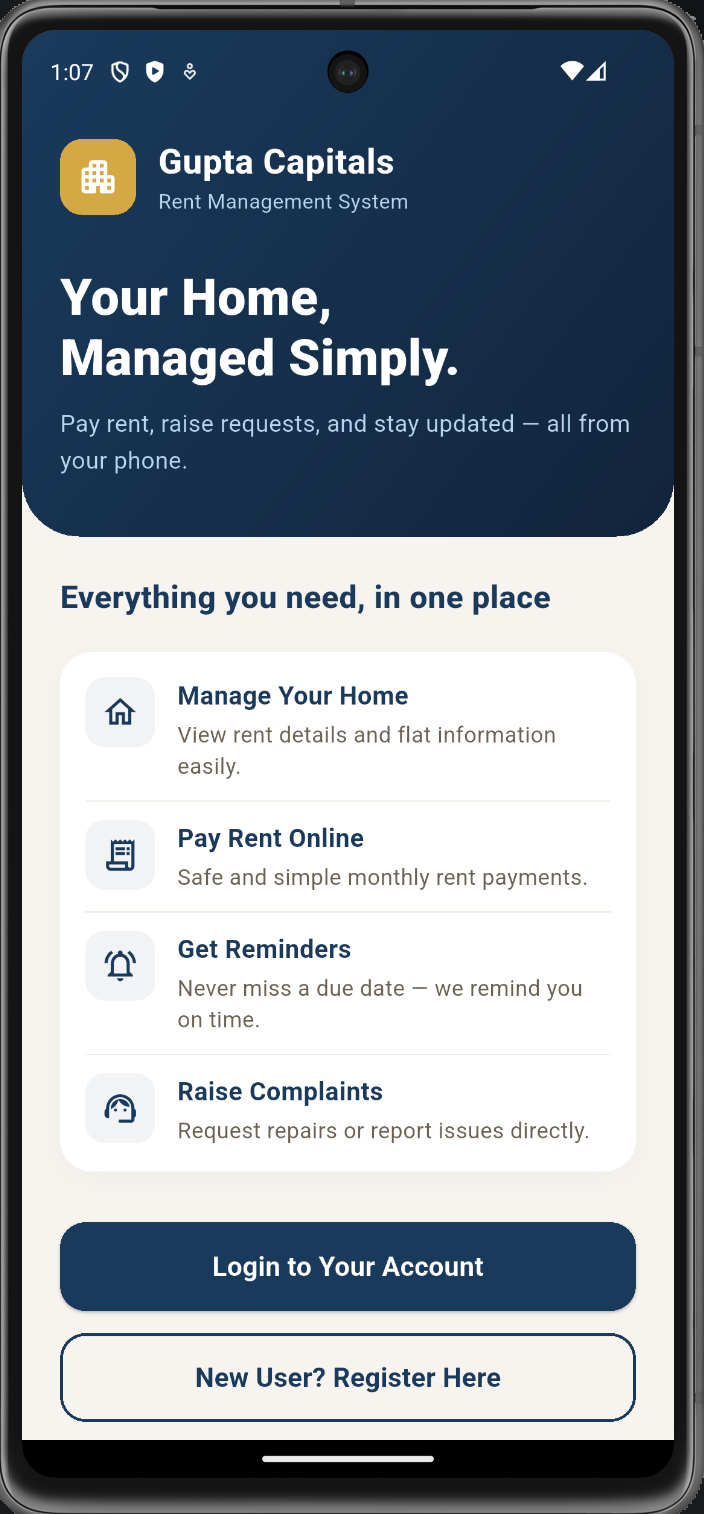 1:07
Gupta Capitals
Rent Management System
Your Home,
Managed Simply.
Pay rent, raise requests, and stay updated — all from
your phone.
Everything you need, in one place
Manage Your Home
View rent details and flat information
easily.
Pay Rent Online
Safe and simple monthly rent payments.
Get Reminders
Never miss a due date — we remind you
on time.
Raise Complaints
Request repairs or report issues directly.
Login to Your Account
New User? Register Here